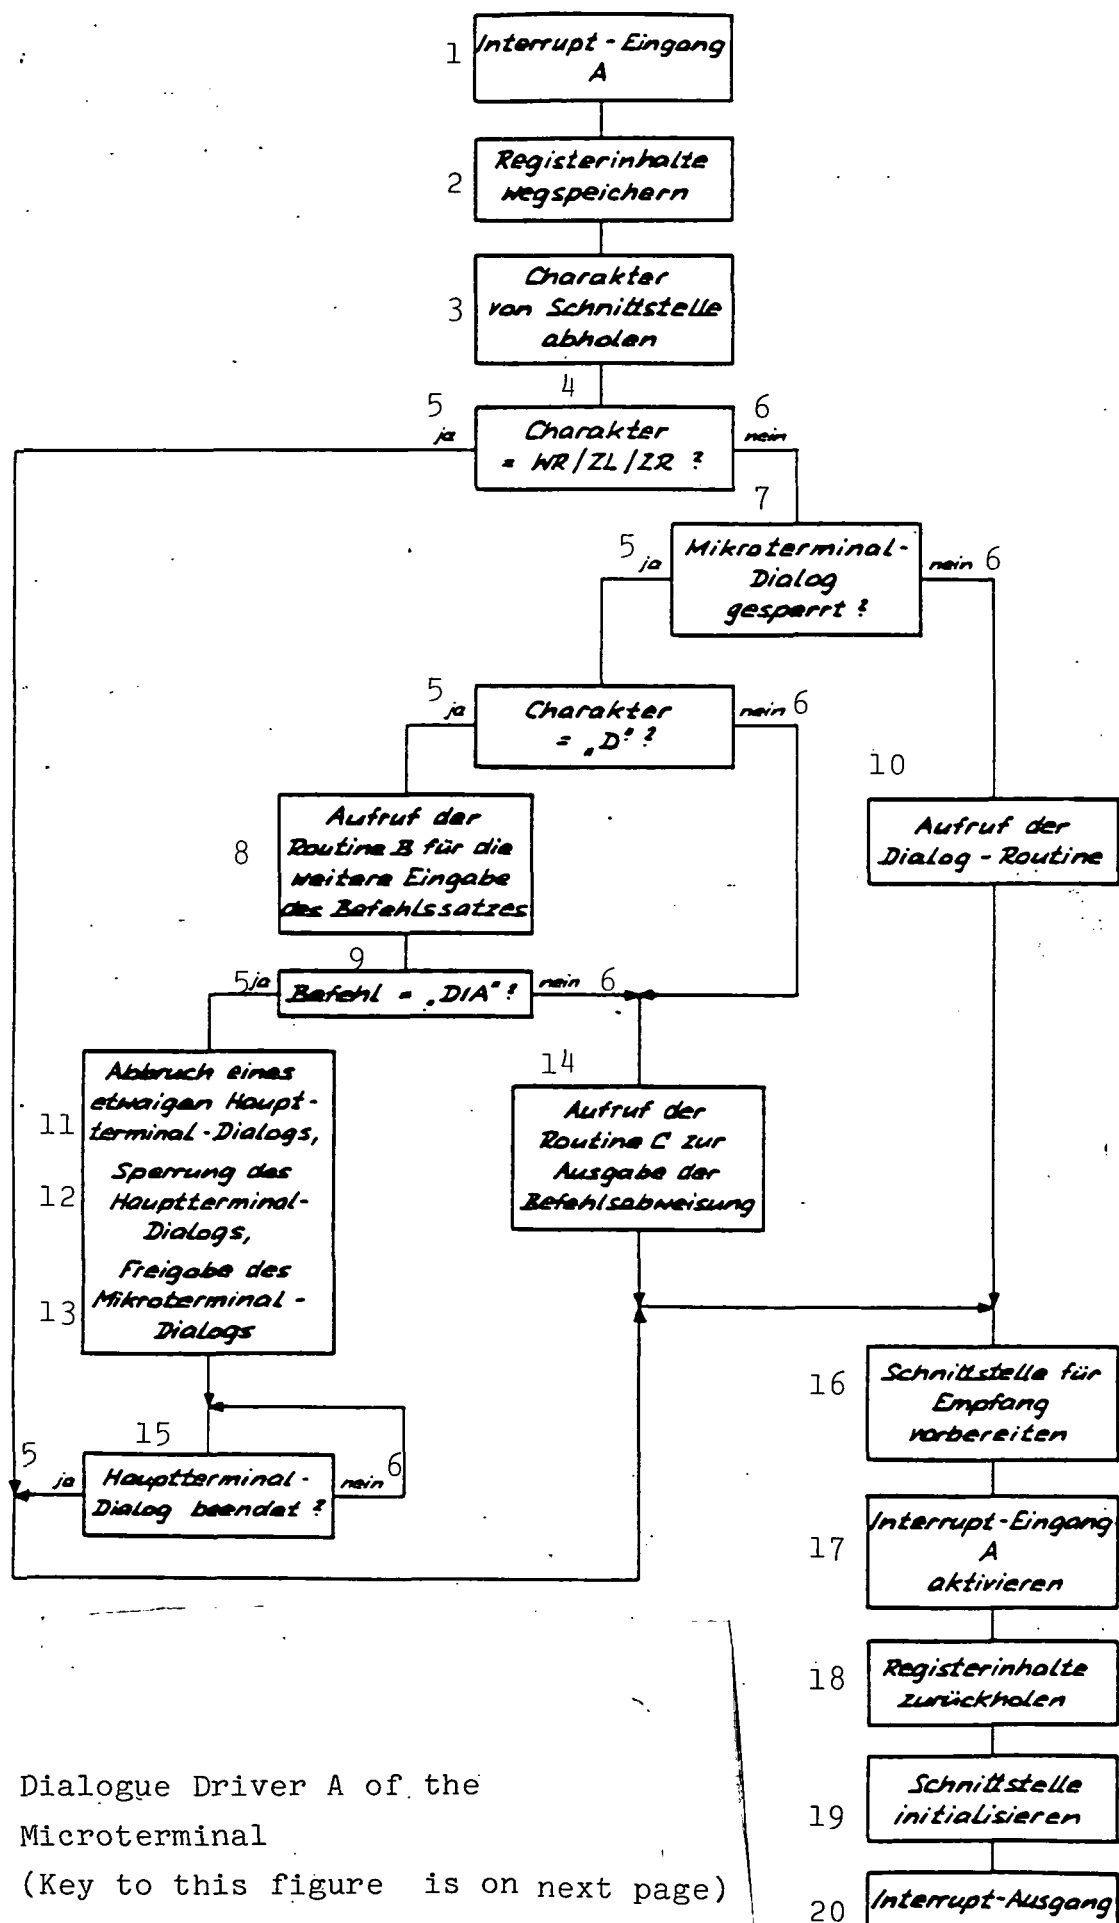 1
Interrupt-Eingang
A
2
Registerinhalte
wegspeichern
3
Charakter
von Schnittstelle
abholen
4
5
ja
Charakter
= WR/ZL/ZR ?
6
nein
7
5 ja
Mikroterminal-
Dialog
gesperrt ?
nein 6
5
ja
Charakter
= „D" ?
nein 6
8
Aufruf der
Routine B für die
weitere Eingabe
des Befehlssatzes
10
Aufruf der
Dialog-Routine
9
5 ja
Befehl = „DIA" ?
nein 6
11
Abbruch eines
etwaigen Haupt-
terminal-Dialogs,
12
Sperrung des
Hauptterminal-
Dialogs,
13
Freigabe des
Mikroterminal-
Dialogs
14
Aufruf der
Routine C zur
Ausgabe der
Befehlsabweisung
15
5
ja
Hauptterminal-
Dialog beendet ?
nein 6
16
Schnittstelle für
Empfang
vorbereiten
17
Interrupt-Eingang
A
aktivieren
18
Registerinhalte
zurückholen
19
Schnittstelle
initialisieren
20
Interrupt-Ausgang
Dialogue Driver A of the
Microterminal
(Key to this figure is on next page)